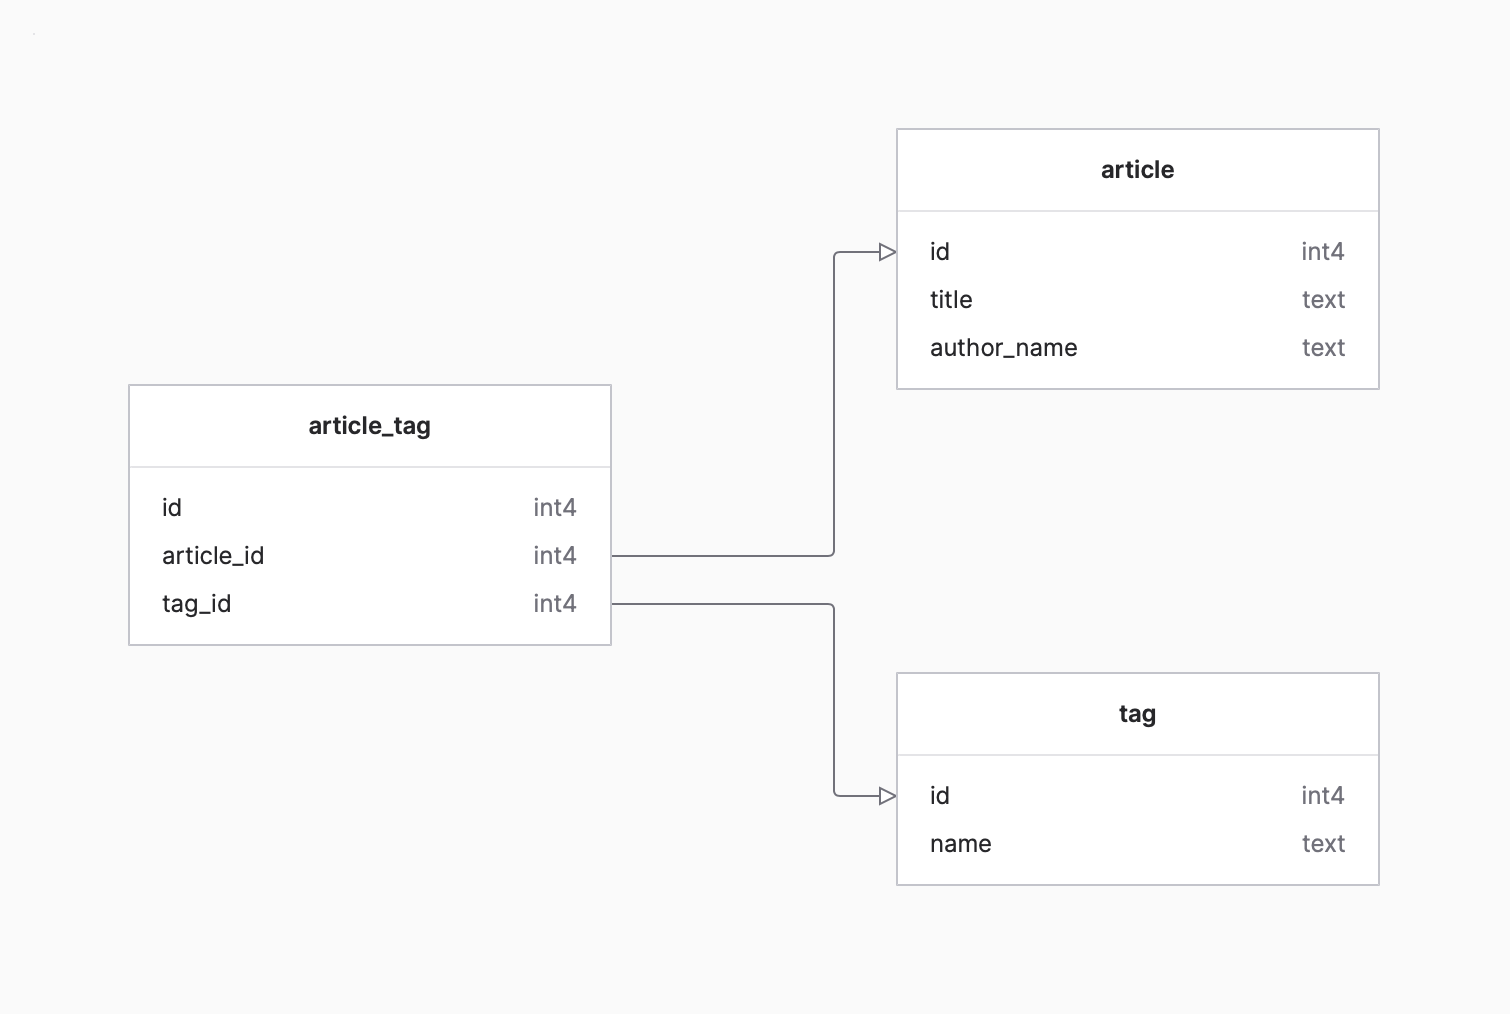 article
id int4
title text
author_name text
article_tag
id int4
article_id int4
tag_id int4
tag
id int4
name text